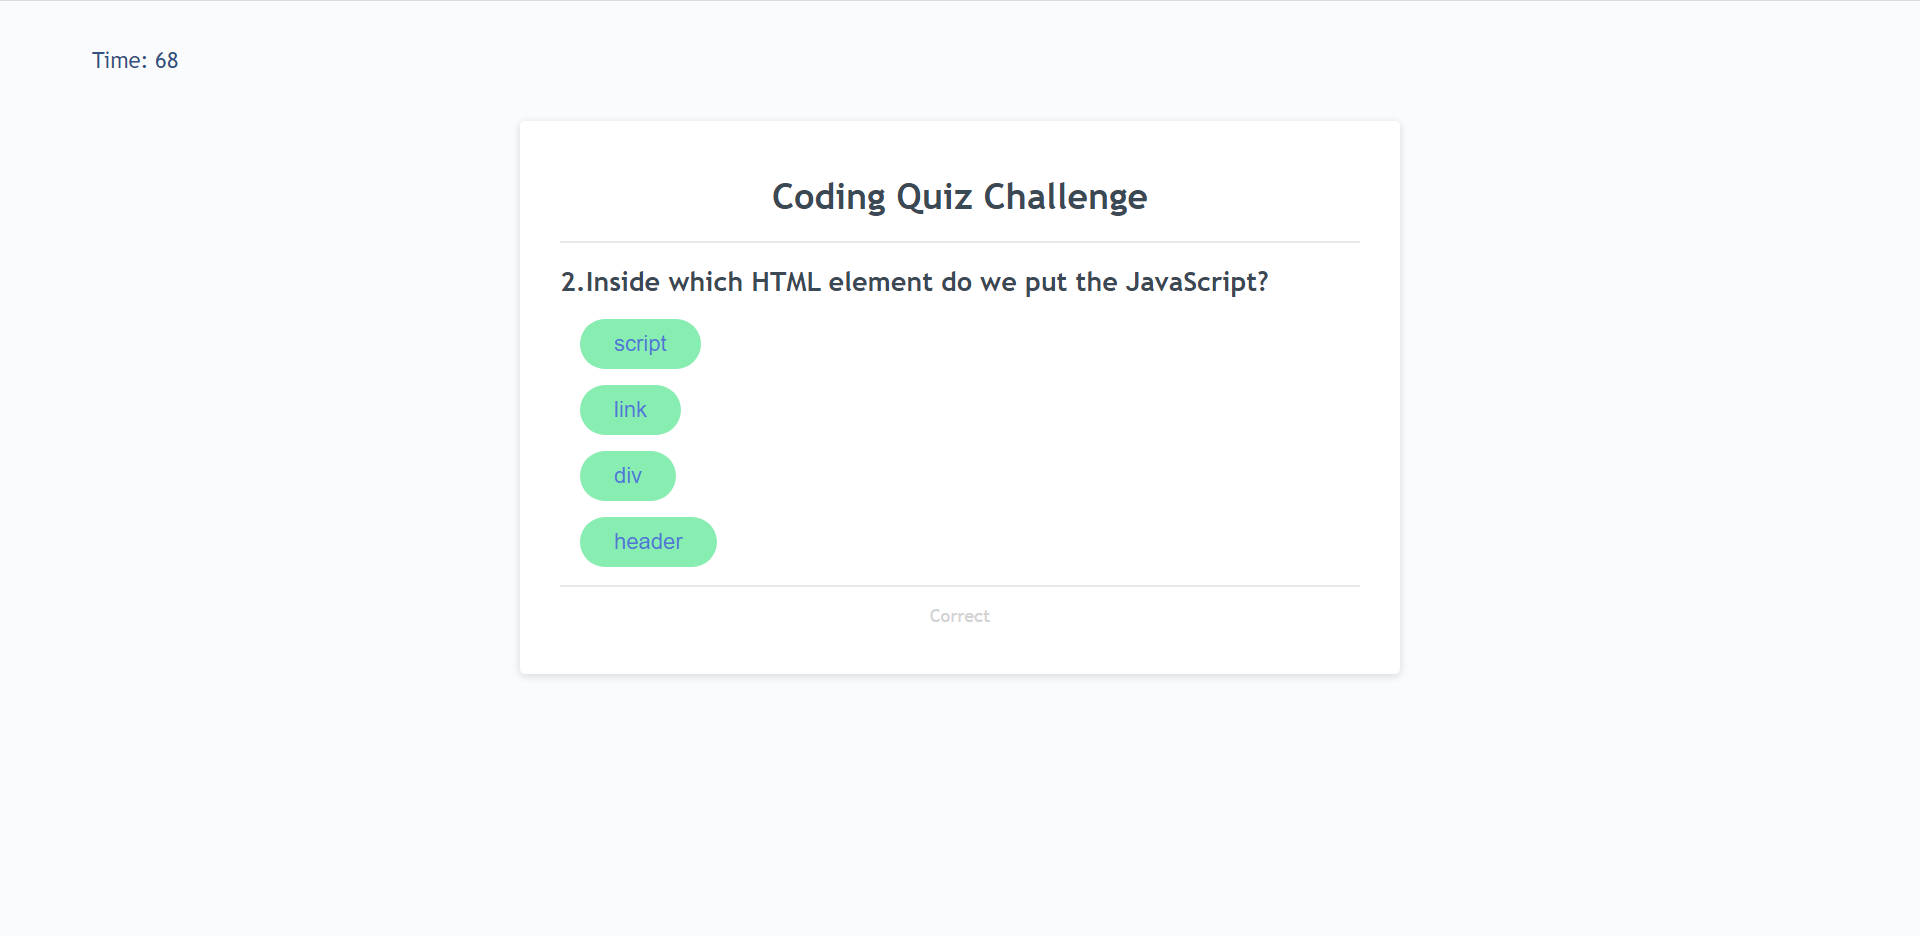 Time: 68
Coding Quiz Challenge
2.Inside which HTML element do we put the JavaScript?
script
link
div
header
Correct